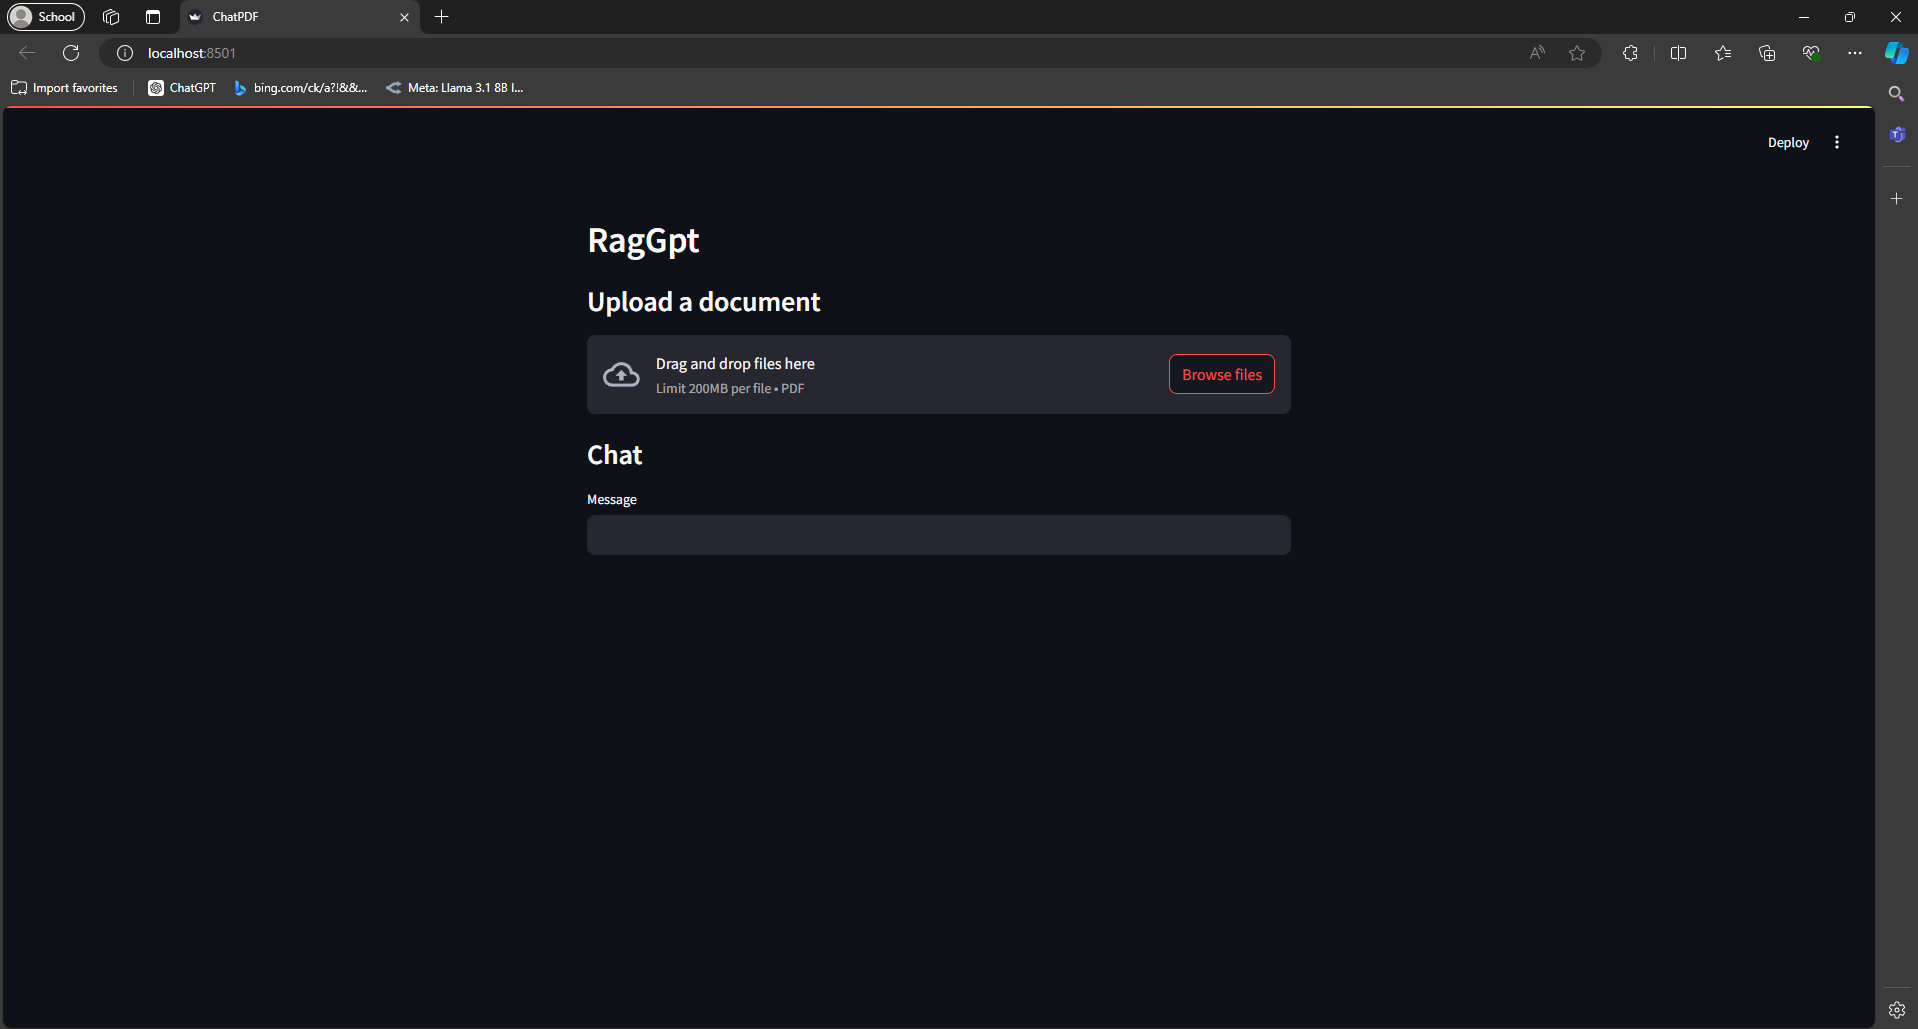 School
ChatPDF
localhost:8501
Import favorites
ChatGPT
bing.com/ck/a?!&&...
Meta: Llama 3.1 8B I...
Deploy
RagGpt
Upload a document
Drag and drop files here
Limit 200MB per file • PDF
Browse files
Chat
Message